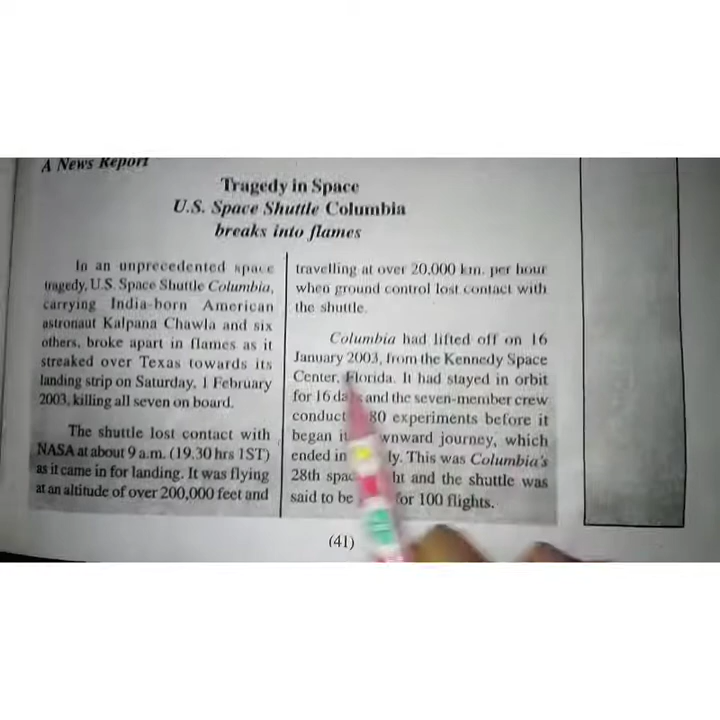 A News Report
Tragedy in Space
U.S. Space Shuttle Columbia
breaks into flames
In an unprecedented space
tragedy, U.S. Space Shuttle Columbia,
carrying India-born American
astronaut Kalpana Chawla and six
others, broke apart in flames as it
streaked over Texas towards its
landing strip on Saturday, 1 February
2003, killing all seven on board.
The shuttle lost contact with
NASA at about 9 a.m. (19.30 hrs IST)
as it came in for landing. It was flying
at an altitude of over 200,000 feet and
travelling at over 20,000 km. per hour
when ground control lost contact with
the shuttle.
Columbia had lifted off on 16
January 2003, from the Kennedy Space
Center, Florida. It had stayed in orbit
for 16 days and the seven-member crew
conduct 80 experiments before it
began wnward journey, which
ended in ly. This was Columbia's
28th spac ht and the shuttle was
said to be for 100 flights.
(41)